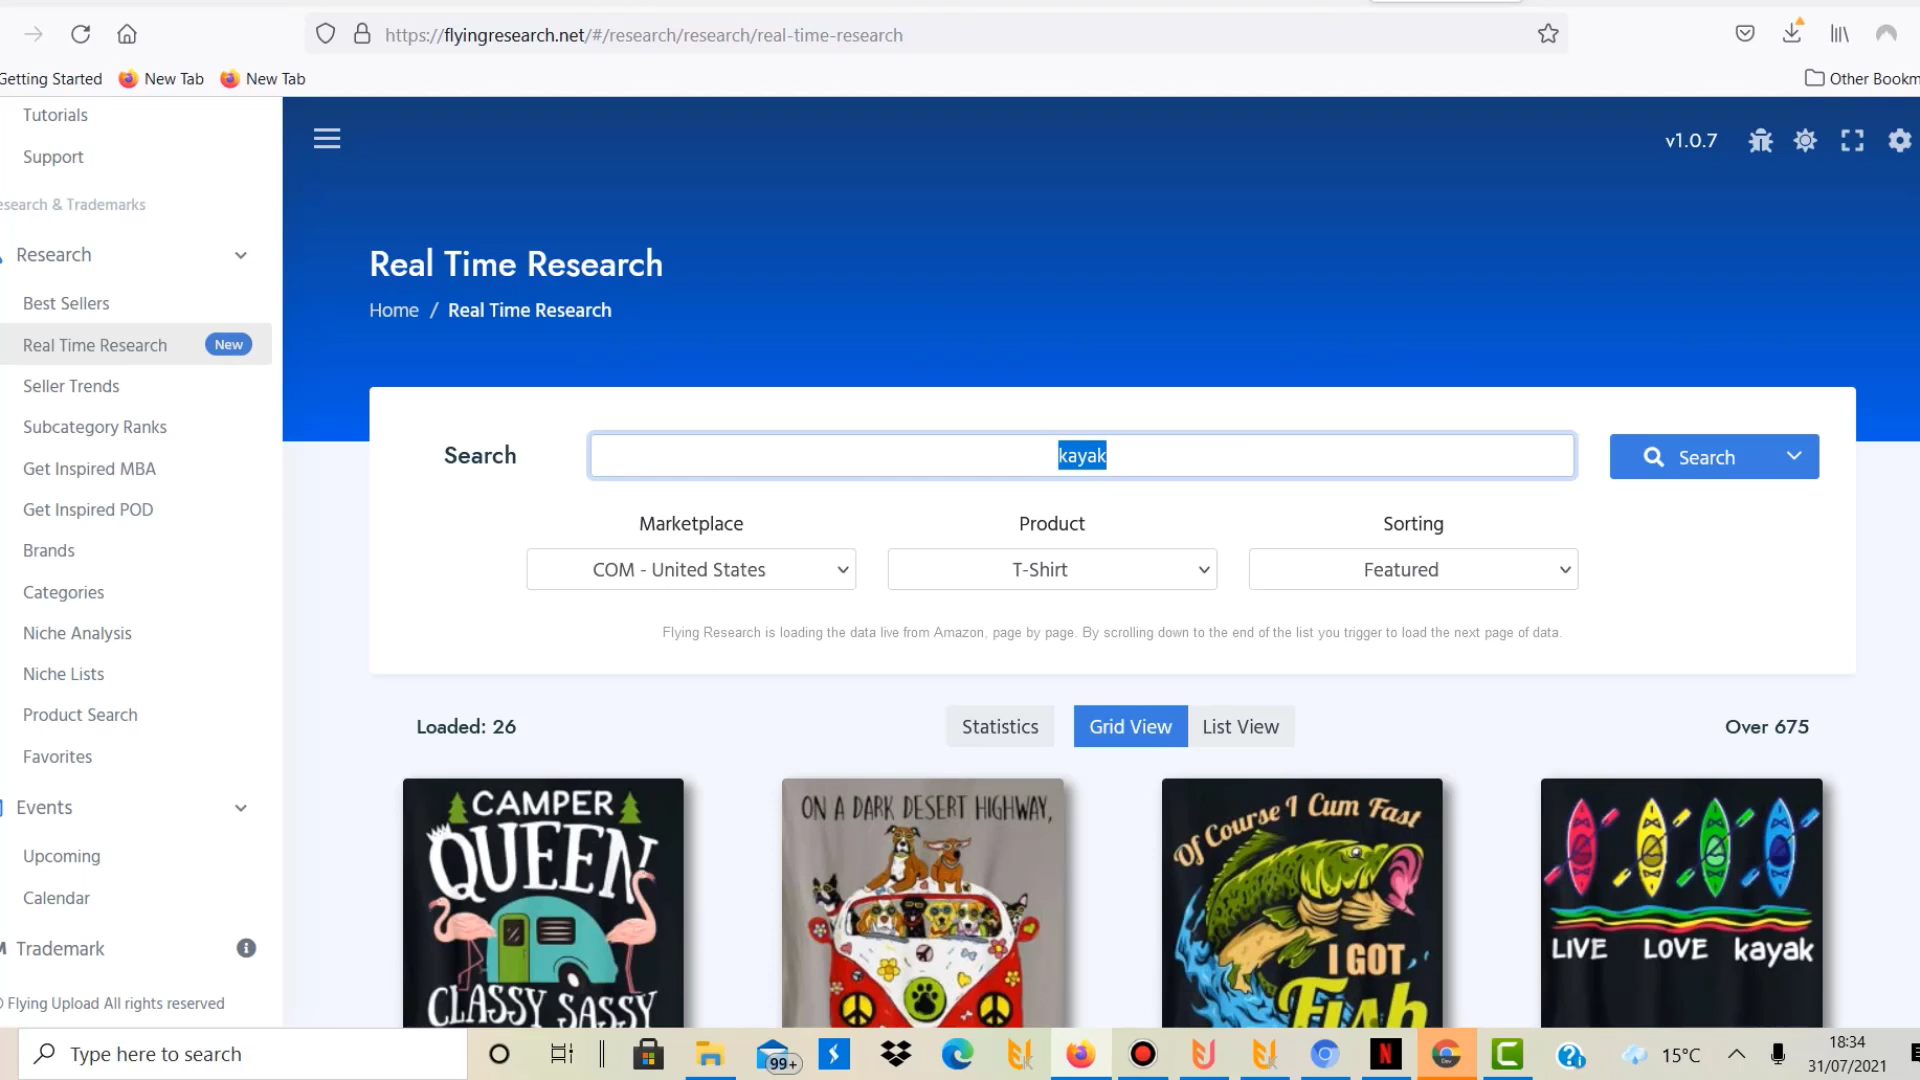 https://flyingresearch.net/#/research/research/real-time-research
Getting Started
New Tab
New Tab
Other Bookm
Tutorials
Support
esearch & Trademarks
Research
Best Sellers
Real Time Research
New
Seller Trends
Subcategory Ranks
Get Inspired MBA
Get Inspired POD
Brands
Categories
Niche Analysis
Niche Lists
Product Search
Favorites
Events
Upcoming
Calendar
Trademark
© Flying Upload All rights reserved
v1.0.7
Real Time Research
Home / Real Time Research
Search
kayak
Search
Marketplace
Product
Sorting
COM - United States
T-Shirt
Featured
Flying Research is loading the data live from Amazon, page by page. By scrolling down to the end of the list you trigger to load the next page of data.
Loaded: 26
Statistics
Grid View
List View
Over 675
CAMPER
QUEEN
CLASSY SASSY
ON A DARK DESERT HIGHWAY,
Of Course I Cum Fast
I GOT
Fish
LIVE LOVE kayak
Type here to search
99+
N
Dev
15°C
18:34
31/07/2021